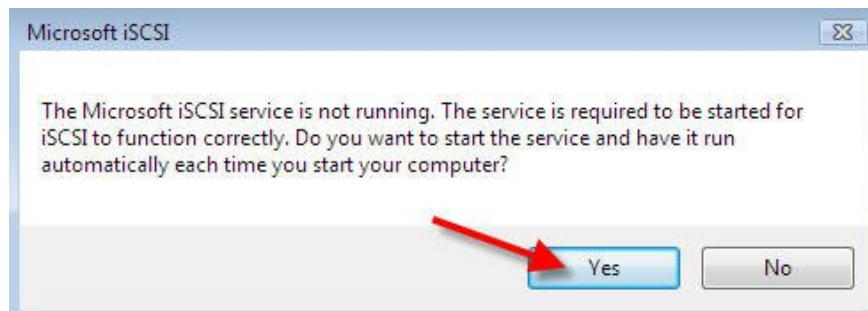 Microsoft iSCSI
The Microsoft iSCSI service is not running. The service is required to be started for
iSCSI to function correctly. Do you want to start the service and have it run
automatically each time you start your computer?
Yes
No